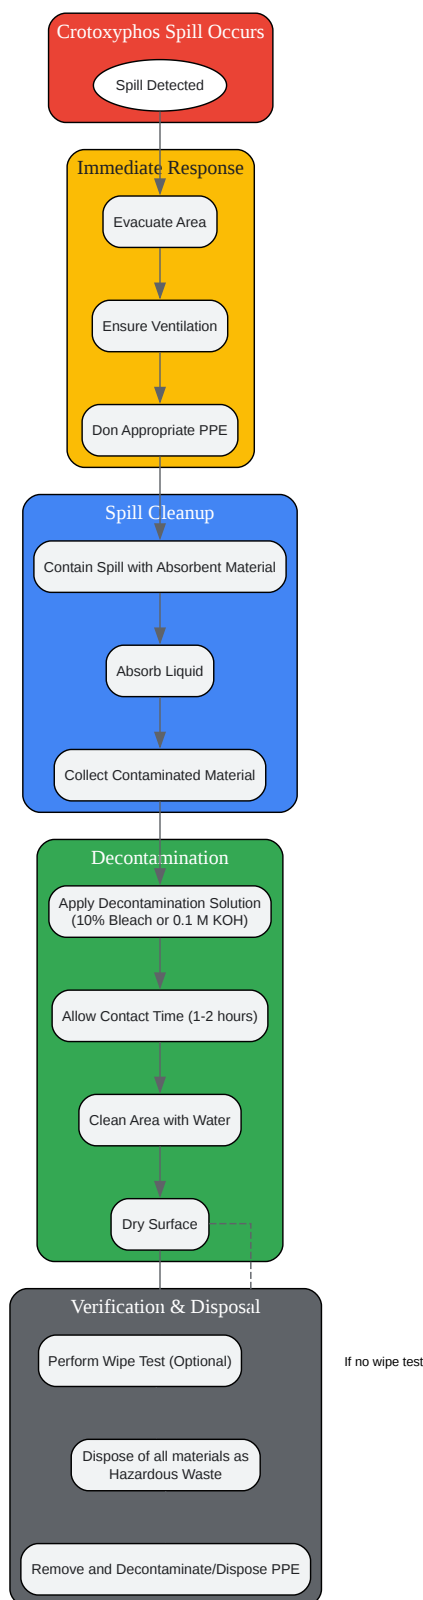 Crotoxyphos Spill Occurs
Spill Detected
Immediate Response
Evacuate Area
Ensure Ventilation
Don Appropriate PPE
Spill Cleanup
Contain Spill with Absorbent Material
Absorb Liquid
Collect Contaminated Material
Decontamination
Apply Decontamination Solution
(10% Bleach or 0.1 M KOH)
Allow Contact Time (1-2 hours)
Clean Area with Water
Dry Surface
Verification & Disposal
Perform Wipe Test (Optional)
If no wipe test
Dispose of all materials as
Hazardous Waste
Remove and Decontaminate/Dispose PPE